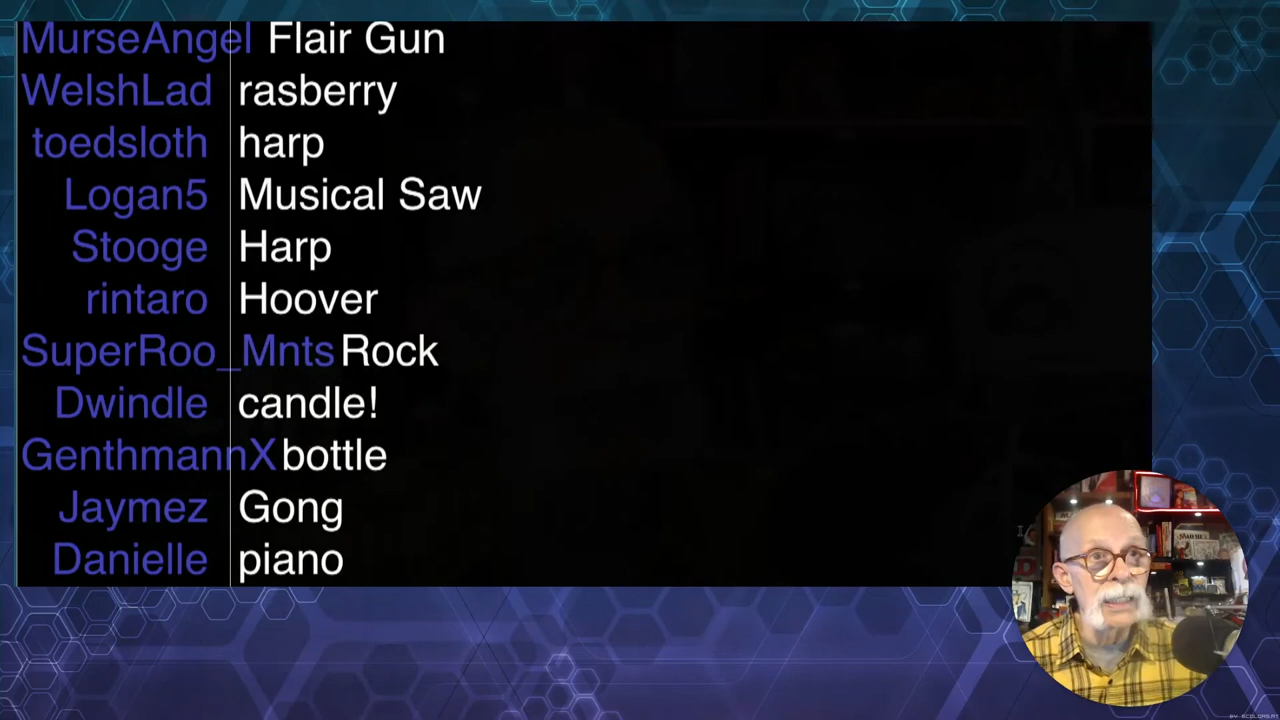 MurseAngel Flair Gun
WelshLad rasberry
toedsloth harp
Logan5 Musical Saw
Stooge Harp
rintaro Hoover
SuperRoo_Mnts Rock
Dwindle candle!
GenthmannX bottle
Jaymez Gong
Danielle piano